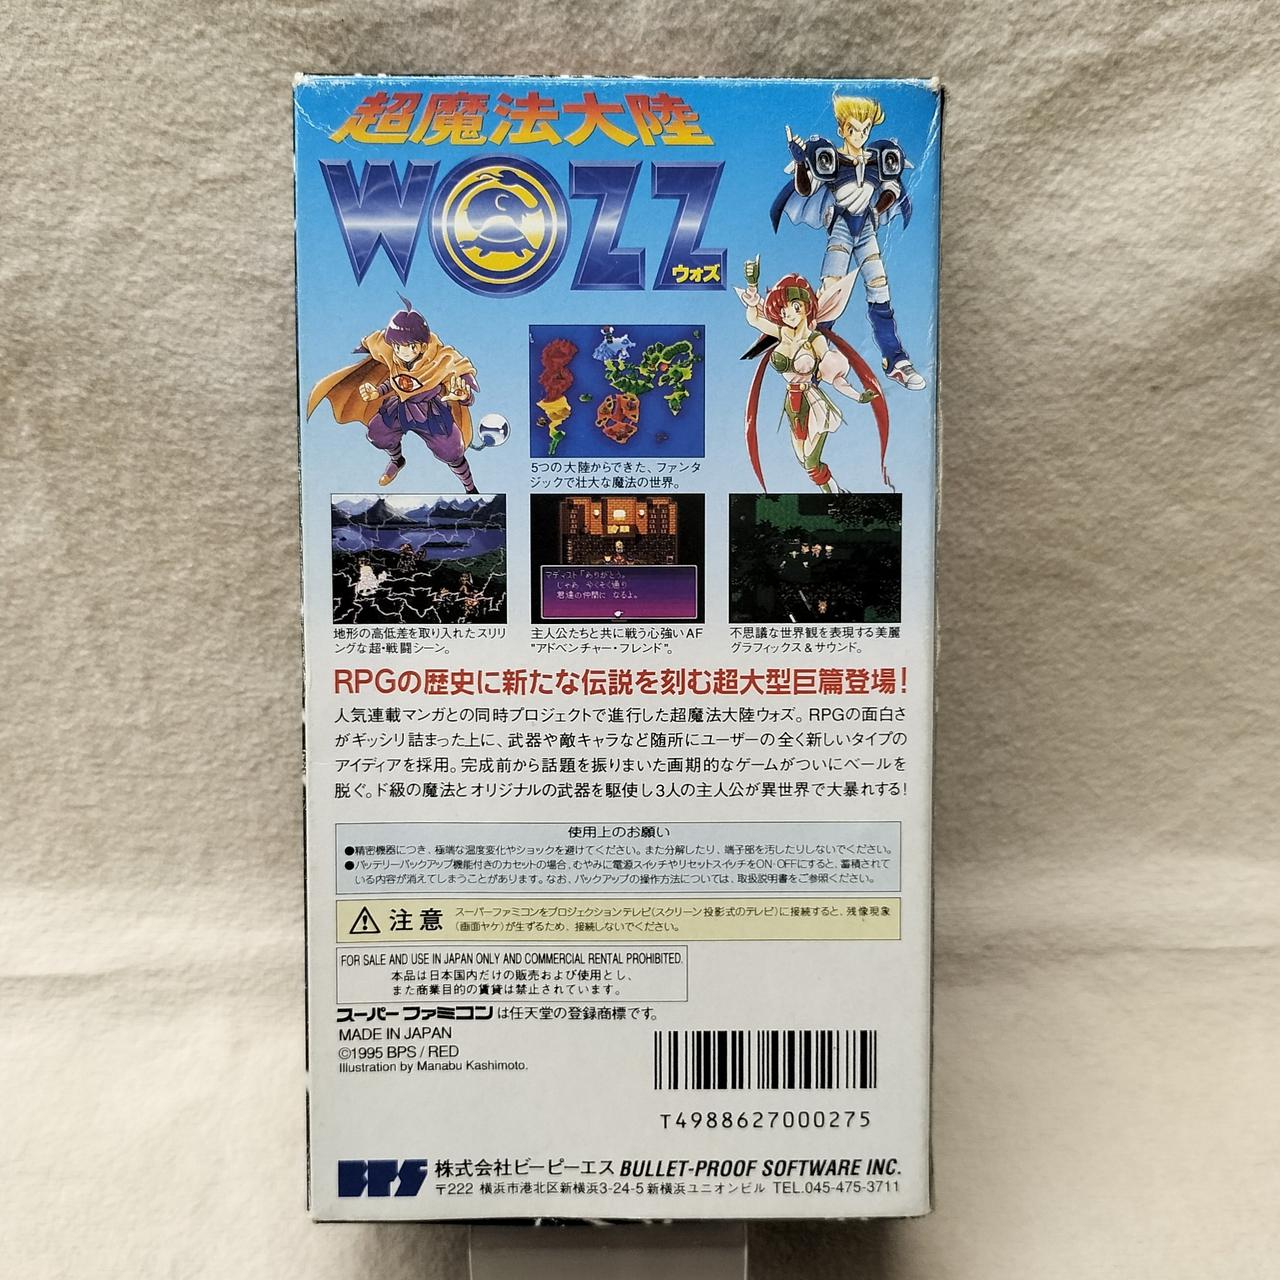 超魔法大陸
WOZZ
ウォズ
5つの大陸からできた、ファンタ
ジックで壮大な魔法の世界。
マディスト「ありがとう。
じゃあ 今くそく通り
君達の仲間に なるよ。
地形の高低差を取り入れたスリリ
ングな超・戦闘シーン。
主人公たちと共に戦う心強いAF
"アドベンチャー・フレンド"。
不思議な世界観を表現する美麗
グラフィックス&サウンド。
RPGの歴史に新たな伝説を刻む超大型巨篇登場!
人気連載マンガとの同時プロジェクトで進行した超魔法大陸ウォズ。RPGの面白さ
がギッシリ詰まった上に、武器や敵キャラなど随所にユーザーの全く新しいタイプの
アイディアを採用。完成前から話題を振りまいた画期的なゲームがついにベールを
脱ぐ。ド級の魔法とオリジナルの武器を駆使し3人の主人公が異世界で大暴れする!
使用上のお願い
●精密機器につき、極端な温度変化やショックを避けてください。また分解したり、端子部を汚したりしないでください。
●バッテリーバックアップ機能付きのカセットの場合、むやみに電源スイッチやリセットスイッチをON・OFFにすると、蓄積されて
いる内容が消えてしまうことがあります。なお、バックアップの操作方法については、取扱説明書をご参照ください。
注意
スーパーファミコンをプロジェクションテレビ(スクリーン投影式のテレビ)に接続すると、残像現象
(画面ヤケ)が生ずるため、接続しないでください。
FOR SALE AND USE IN JAPAN ONLY AND COMMERCIAL RENTAL PROHIBITED.
本品は日本国内だけの販売および使用とし、
また商業目的の賃貸は禁止されています。
スーパーファミコンは任天堂の登録商標です。
MADE IN JAPAN
©1995 BPS / RED
Illustration by Manabu Kashimoto.
T4988627000275
BPS 株式会社ビーピーエス BULLET-PROOF SOFTWARE INC.
〒222 横浜市港北区新横浜3-24-5 新横浜ユニオンビル TEL.045-475-3711